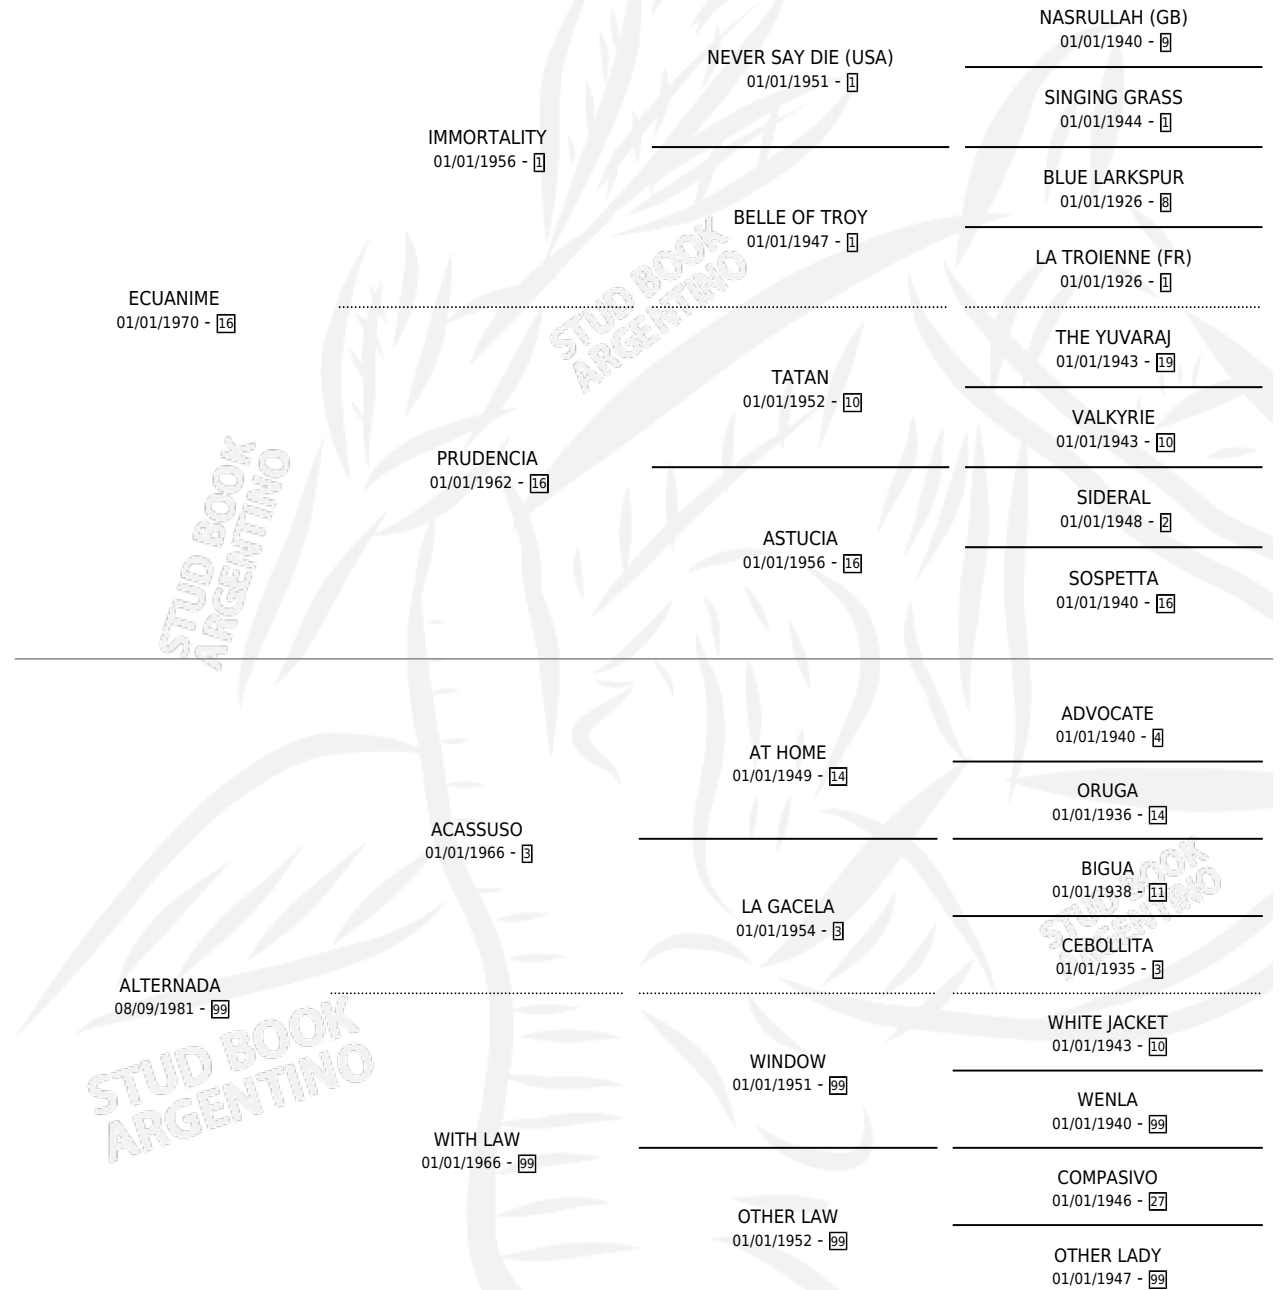 NASRULLAH (GB)
01/01/1940 - 9
NEVER SAY DIE (USA)
01/01/1951 - 1
SINGING GRASS
01/01/1944 - 1
IMMORTALITY
01/01/1956 - 1
BLUE LARKSPUR
01/01/1926 - 8
BELLE OF TROY
01/01/1947 - 1
LA TROIENNE (FR)
01/01/1926 - 1
ECUANIME
01/01/1970 - 16
THE YUVARAJ
01/01/1943 - 19
TATAN
01/01/1952 - 10
VALKYRIE
01/01/1943 - 10
PRUDENCIA
01/01/1962 - 16
SIDERAL
01/01/1948 - 2
ASTUCIA
01/01/1956 - 16
SOSPETTA
01/01/1940 - 16
ADVOCATE
01/01/1940 - 4
AT HOME
01/01/1949 - 14
ORUGA
01/01/1936 - 14
ACASSUSO
01/01/1966 - 3
BIGUA
01/01/1938 - 11
LA GACELA
01/01/1954 - 3
CEBOLLITA
01/01/1935 - 3
ALTERNADA
08/09/1981 - 99
WHITE JACKET
01/01/1943 - 10
WINDOW
01/01/1951 - 99
WENLA
01/01/1940 - 99
WITH LAW
01/01/1966 - 99
COMPASIVO
01/01/1946 - 27
OTHER LAW
01/01/1952 - 99
OTHER LADY
01/01/1947 - 99
STUD BOOK
ARGENTINO
STUD BOOK
ARGENTINO
STUD BOOK
ARGENTINO
STUD BOOK
ARGENTINO